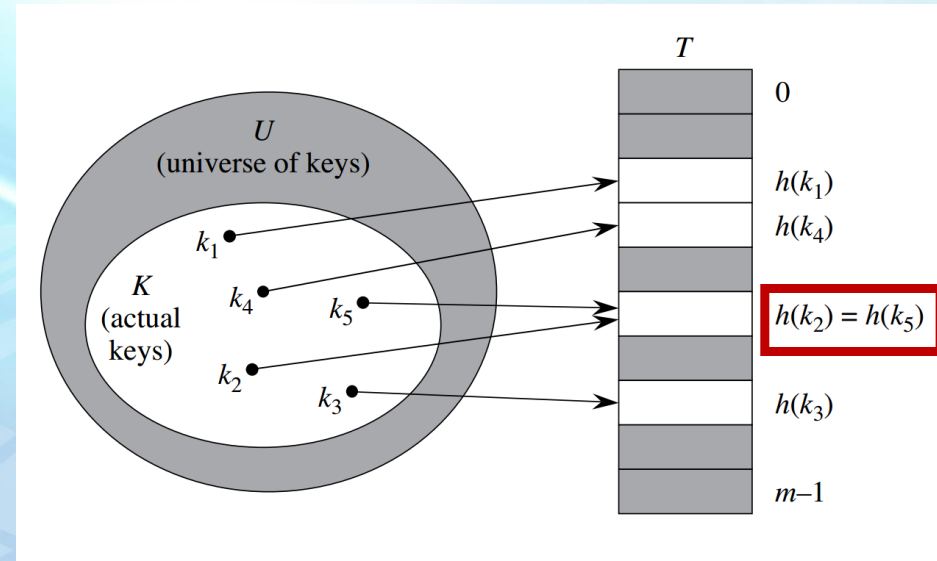 T
0
U
(universe of keys)
h(k₁)
k₁
h(k₄)
K
(actual
keys)
k₄
k₅
h(k₂) = h(k₅)
k₂
k₃
h(k₃)
m–1